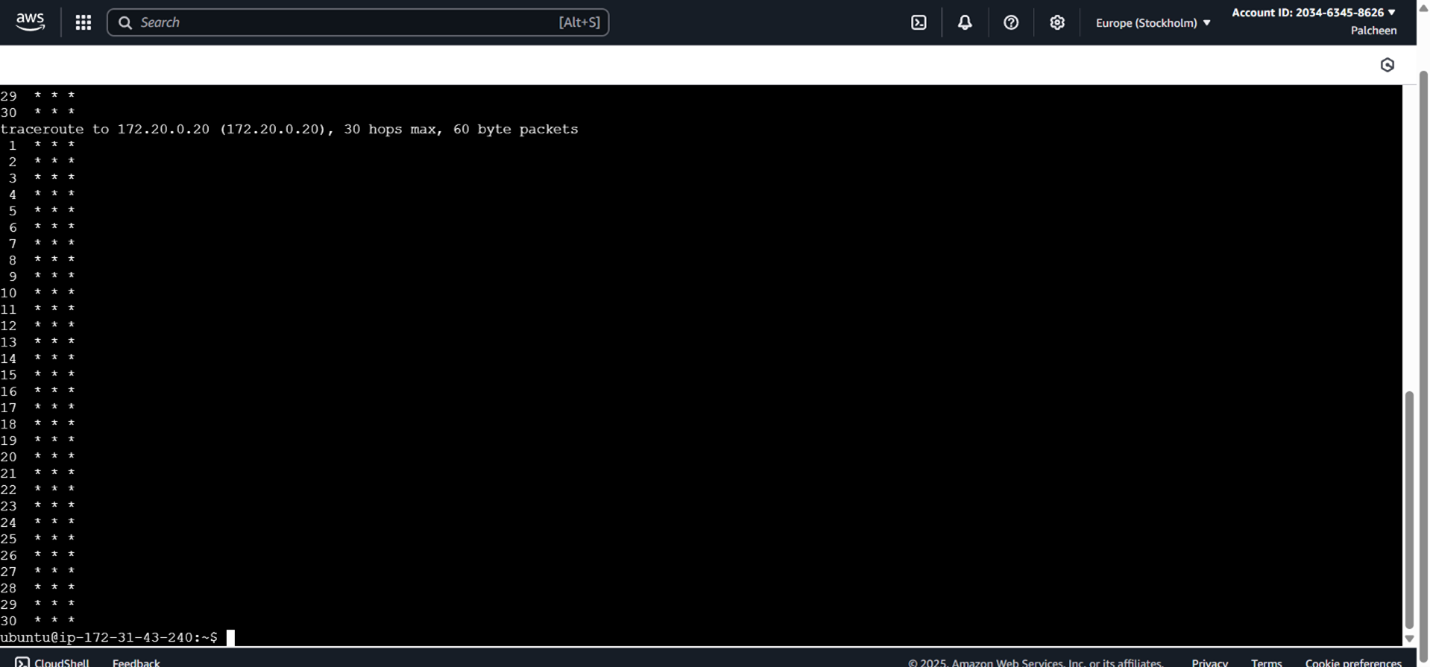 aws
Search [Alt+S]
Europe (Stockholm) ▼
Account ID: 2034-6345-8626 ▼
Palcheen
29 * * *
30 * * *
traceroute to 172.20.0.20 (172.20.0.20), 30 hops max, 60 byte packets
1 * * *
2 * * *
3 * * *
4 * * *
5 * * *
6 * * *
7 * * *
8 * * *
9 * * *
10 * * *
11 * * *
12 * * *
13 * * *
14 * * *
15 * * *
16 * * *
17 * * *
18 * * *
19 * * *
20 * * *
21 * * *
22 * * *
23 * * *
24 * * *
25 * * *
26 * * *
27 * * *
28 * * *
29 * * *
30 * * *
ubuntu@ip-172-31-43-240:~$
CloudShell Feedback © 2025, Amazon Web Services, Inc. or its affiliates. Privacy Terms Cookie preferences